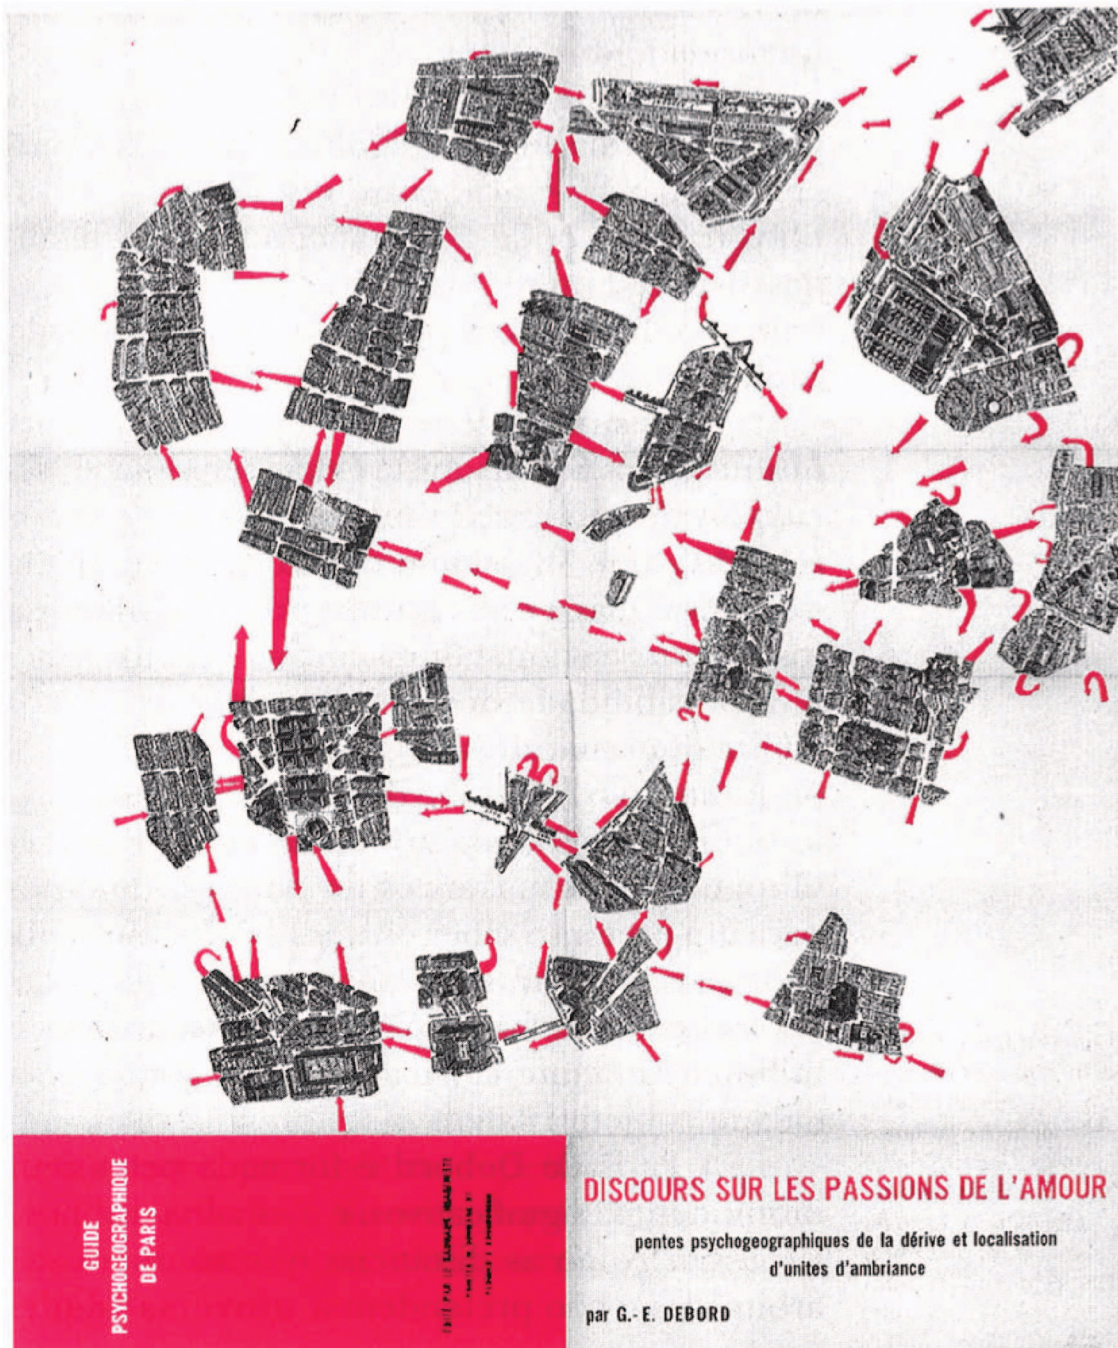 GUIDE
PSYCHOGEOGRAPHIQUE
DE PARIS
DISCOURS SUR LES PASSIONS DE L'AMOUR
pentes psychogeographiques de la dérive et localisation
d'unites d'ambriance
par G.-E. DEBORD